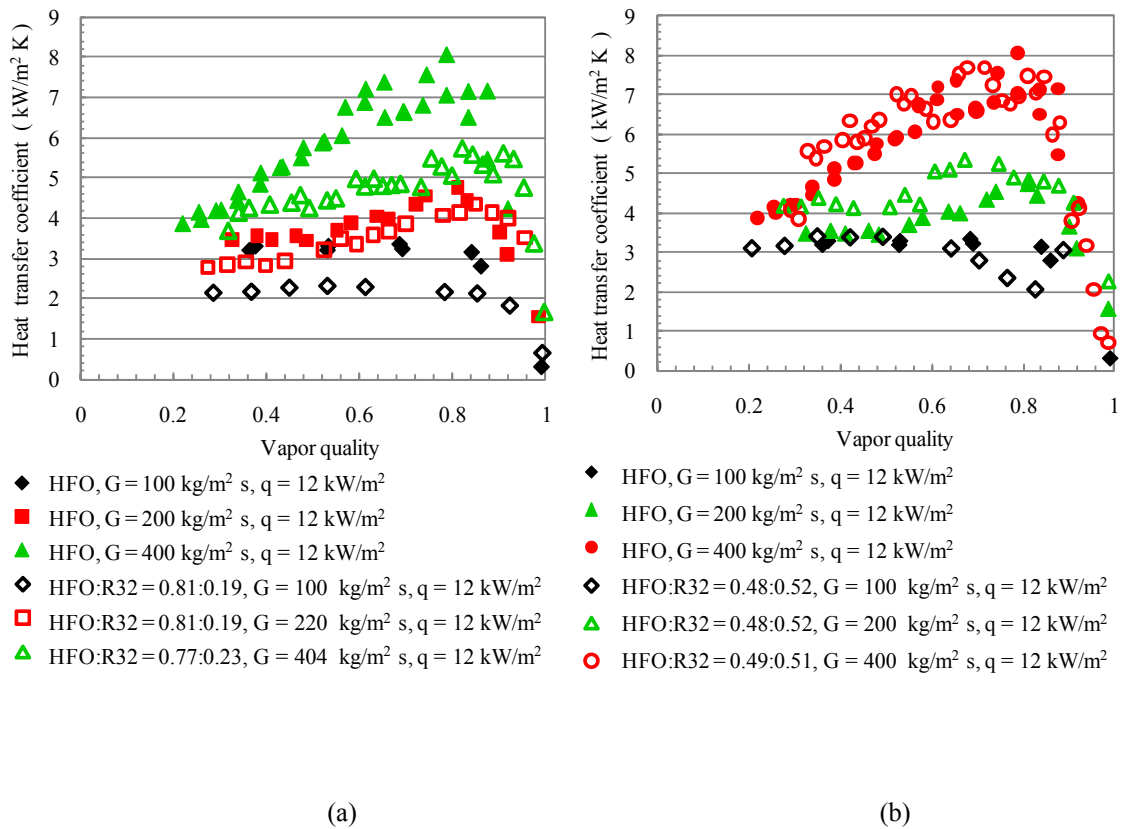 Heat transfer coefficient ( kW/m² K )
9
8
7
6
5
4
3
2
1
0
0 0.2 0.4 0.6 0.8 1
Vapor quality
HFO, G = 100 kg/m² s, q = 12 kW/m²
HFO, G = 200 kg/m² s, q = 12 kW/m²
HFO, G = 400 kg/m² s, q = 12 kW/m²
HFO:R32 = 0.81:0.19, G = 100 kg/m² s, q = 12 kW/m²
HFO:R32 = 0.81:0.19, G = 220 kg/m² s, q = 12 kW/m²
HFO:R32 = 0.77:0.23, G = 404 kg/m² s, q = 12 kW/m²
(a)
Heat transfer coefficient ( kW/m² K )
9
8
7
6
5
4
3
2
1
0
0 0.2 0.4 0.6 0.8 1
Vapor quality
HFO, G = 100 kg/m² s, q = 12 kW/m²
HFO, G = 200 kg/m² s, q = 12 kW/m²
HFO, G = 400 kg/m² s, q = 12 kW/m²
HFO:R32 = 0.48:0.52, G = 100 kg/m² s, q = 12 kW/m²
HFO:R32 = 0.48:0.52, G = 200 kg/m² s, q = 12 kW/m²
HFO:R32 = 0.49:0.51, G = 400 kg/m² s, q = 12 kW/m²
(b)